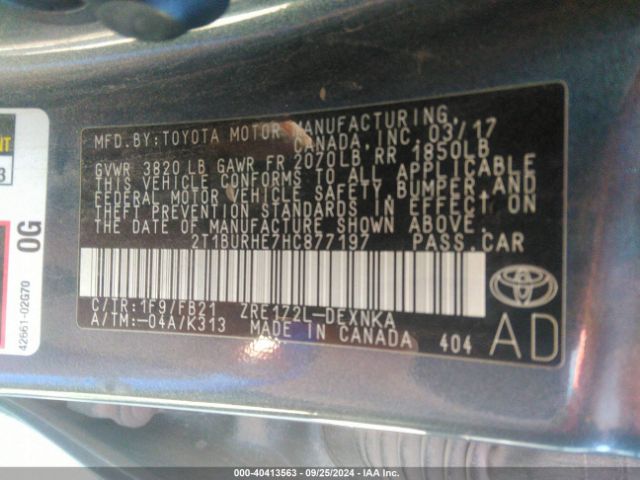 MFD.BY:TOYOTA MOTOR MANUFACTURING,
CANADA,INC. 03/17
GVWR 3820 LB GAWR FR 2070LB RR 1850LB
THIS VEHICLE CONFORMS TO ALL APPLICABLE
FEDERAL MOTOR VEHICLE SAFETY BUMPER,AND
THEFT PREVENTION STANDARDS IN EFFECT ON
THE DATE OF MANUFACTURE SHOWN ABOVE.
2T1BURHE7HC877197 PASS.CAR
C/TR:1F9/FB21 ZRE172L-DEXNKA
A/TM:-04A/K313 MADE IN CANADA 404
AD
0G
42661-02G70
000-40413563 - 09/25/2024 - IAA Inc.